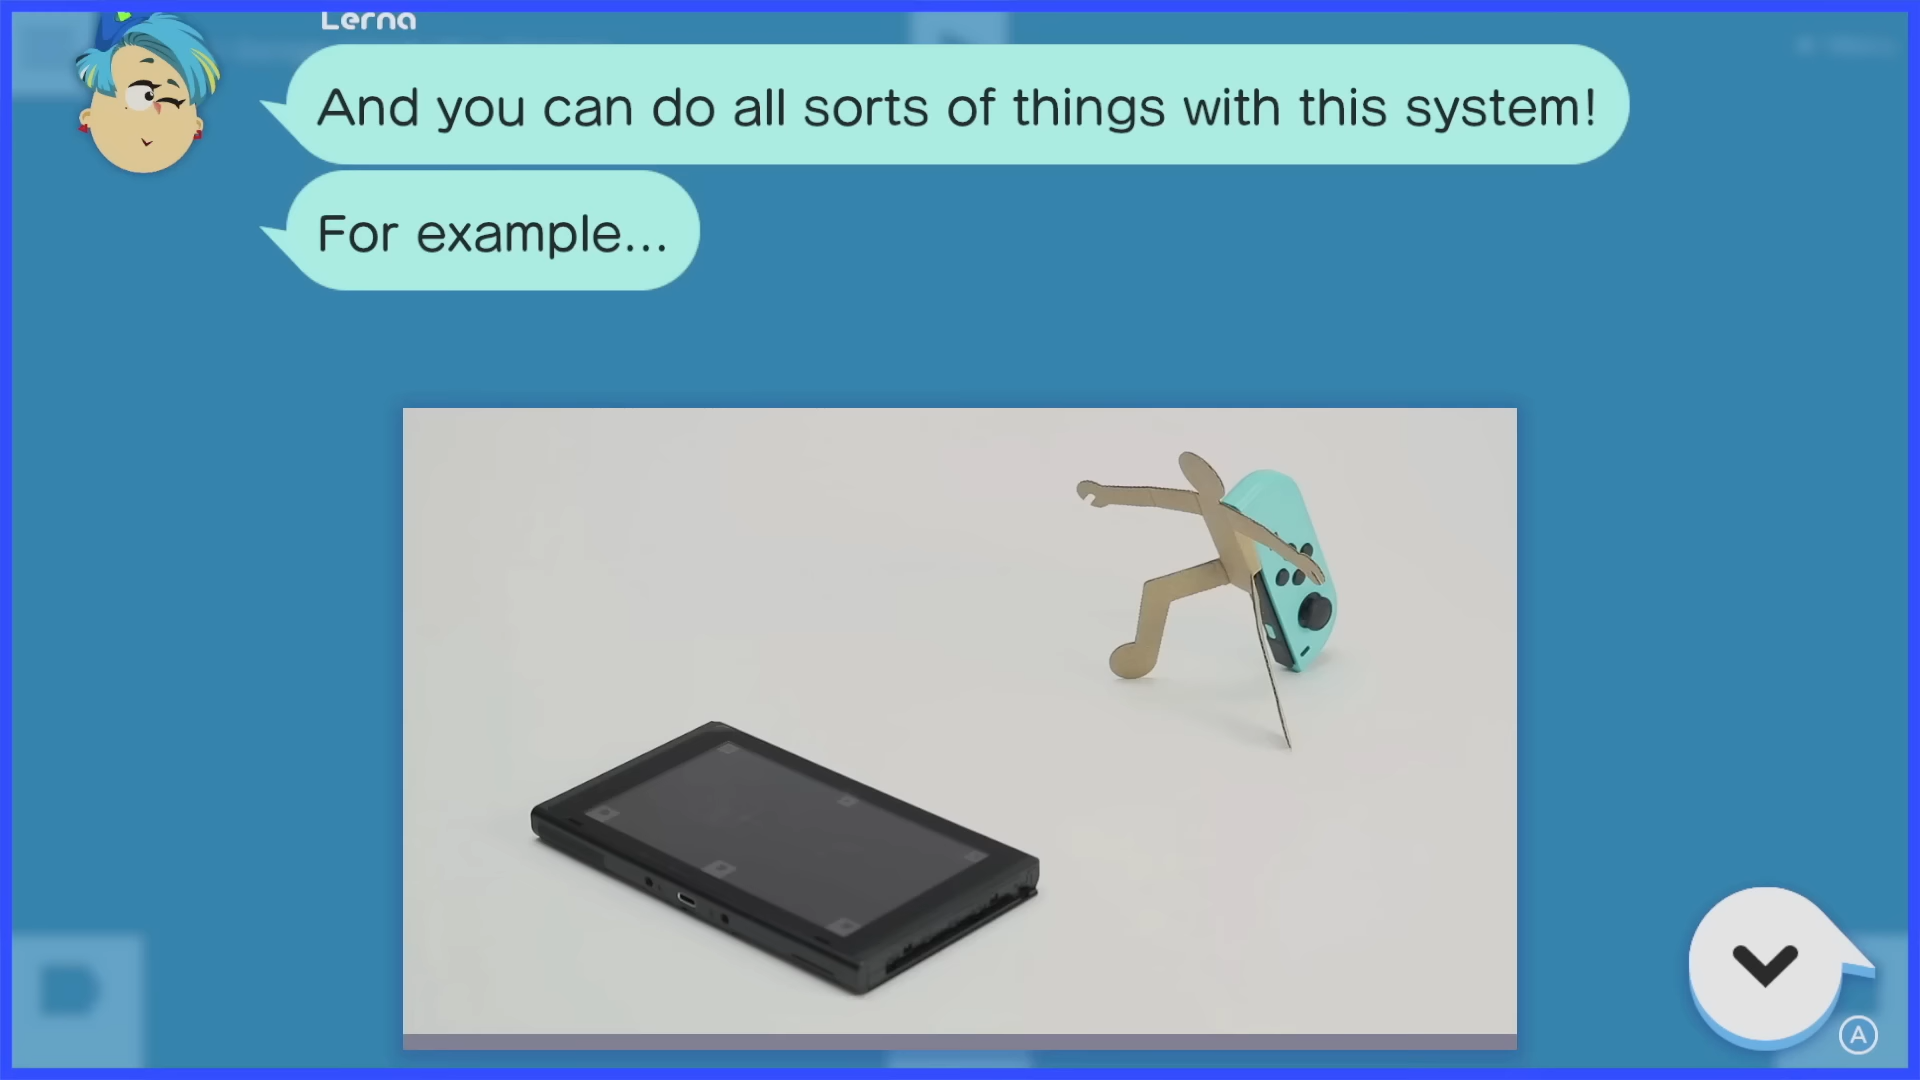 Lerna
And you can do all sorts of things with this system!
For example...
A